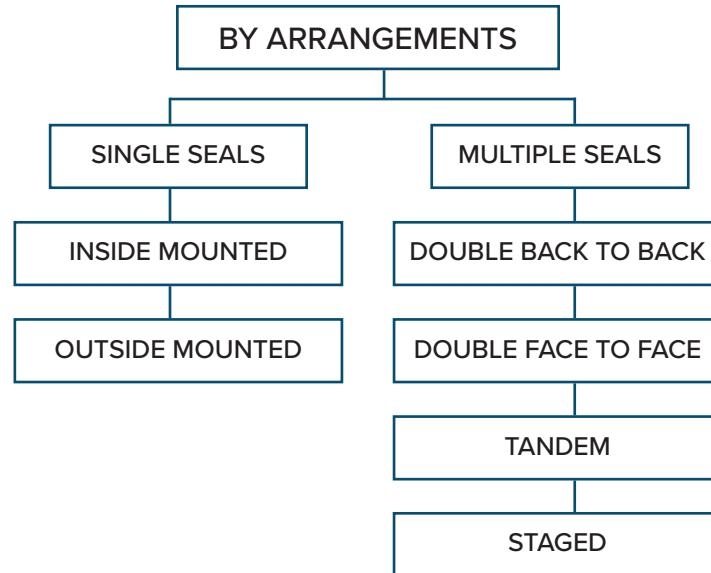 BY ARRANGEMENTS
SINGLE SEALS
INSIDE MOUNTED
OUTSIDE MOUNTED
MULTIPLE SEALS
DOUBLE BACK TO BACK
DOUBLE FACE TO FACE
TANDEM
STAGED